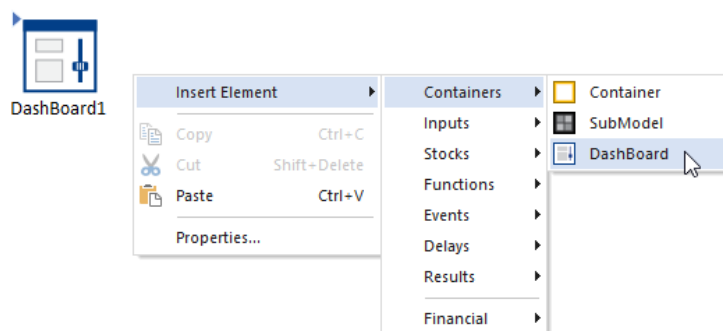 DashBoard1
Insert Element
Copy Ctrl+C
Cut Shift+Delete
Paste Ctrl+V
Properties...
Containers
Inputs
Stocks
Functions
Events
Delays
Results
Financial
Container
SubModel
DashBoard